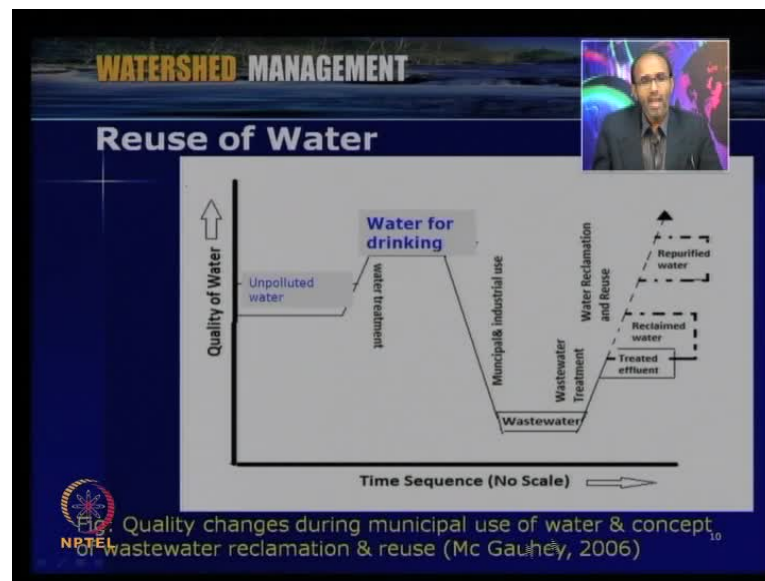 WATERSHED MANAGEMENT
Reuse of Water
Quality of Water
Unpolluted
water
water treatment
Water for
drinking
Muncipal& industrial use
Wastewater
Wastewater
Treatment
Water Reclamation
and Reuse
Repurified
water
Reclaimed
water
Treated
effluent
Time Sequence (No Scale)
Fig. Quality changes during municipal use of water & concept
of wastewater reclamation & reuse (Mc Gauhey, 2006)
10
NPTEL